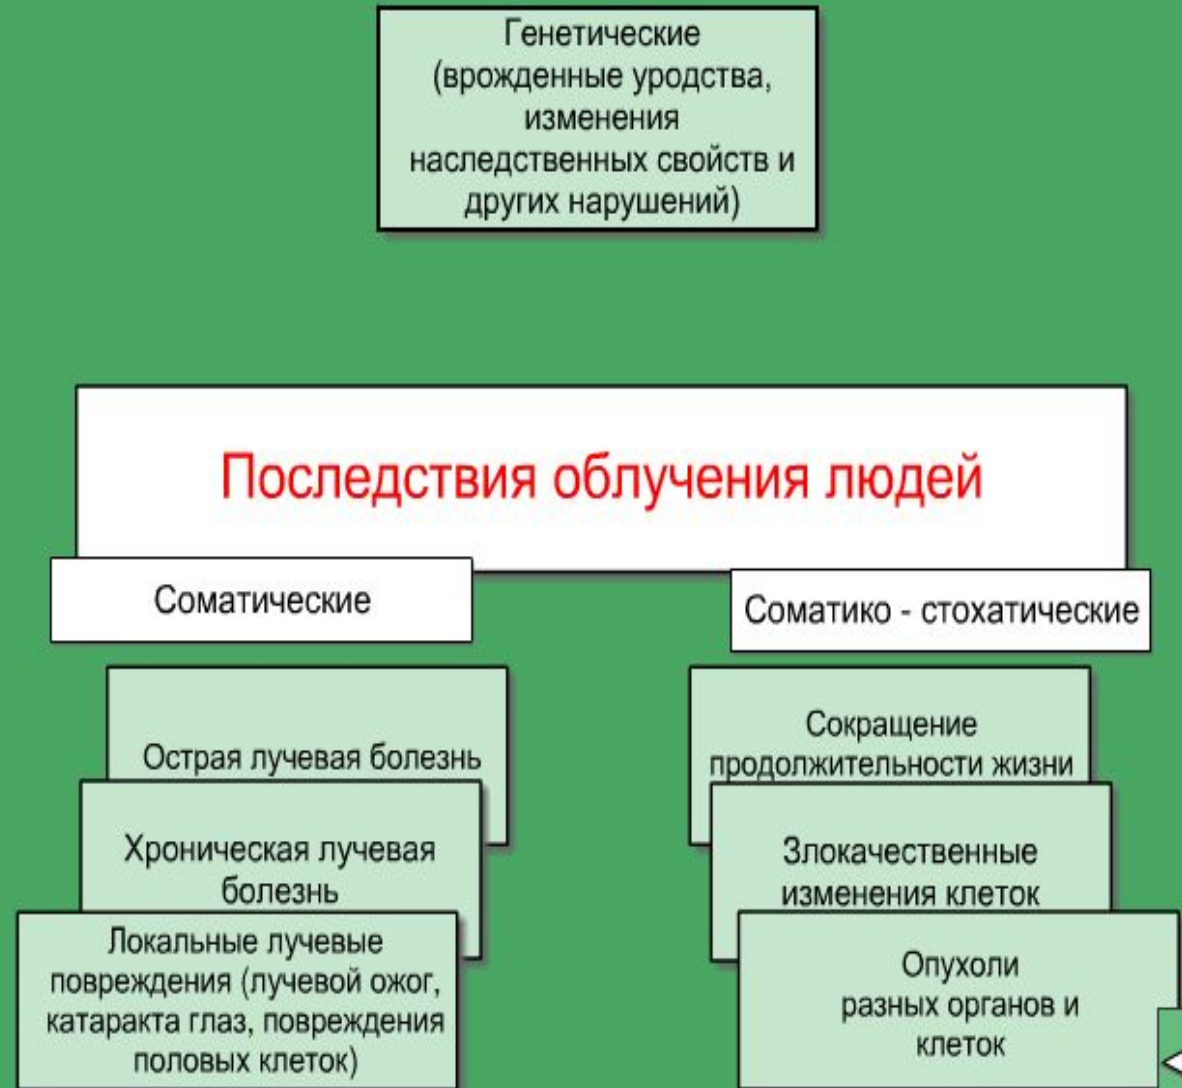 Генетические
(врожденные уродства,
изменения
наследственных свойств и
других нарушений)
Последствия облучения людей
Соматические
Острая лучевая болезнь
Хроническая лучевая
болезнь
Локальные лучевые
повреждения (лучевой ожог,
катаракта глаз, повреждения
половых клеток)
Соматико - стохатические
Сокращение
продолжительности жизни
Злокачественные
изменения клеток
Опухоли
разных органов и
клеток